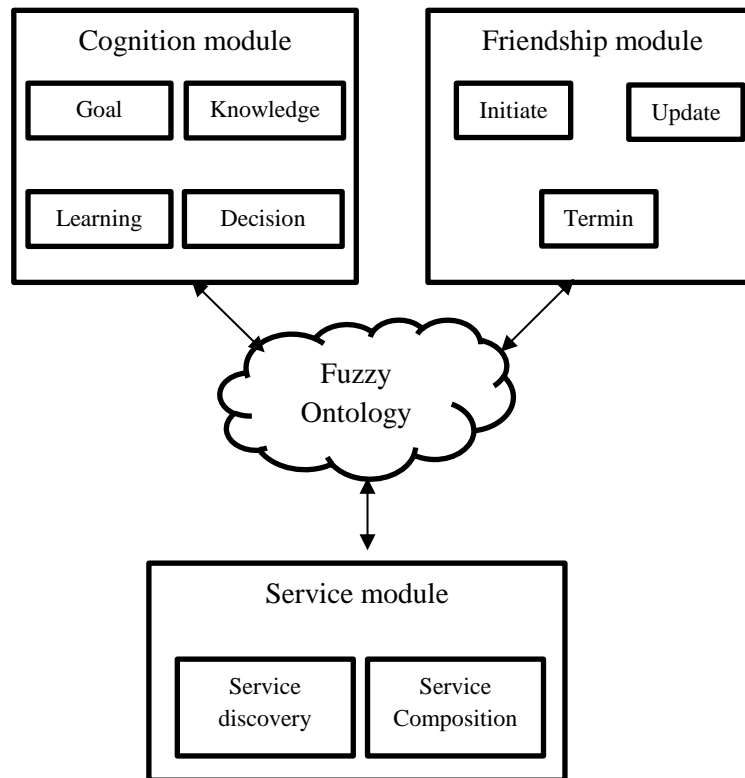 Cognition module
Goal
Knowledge
Learning
Decision
Friendship module
Initiate
Update
Termin
Fuzzy
Ontology
Service module
Service
discovery
Service
Composition